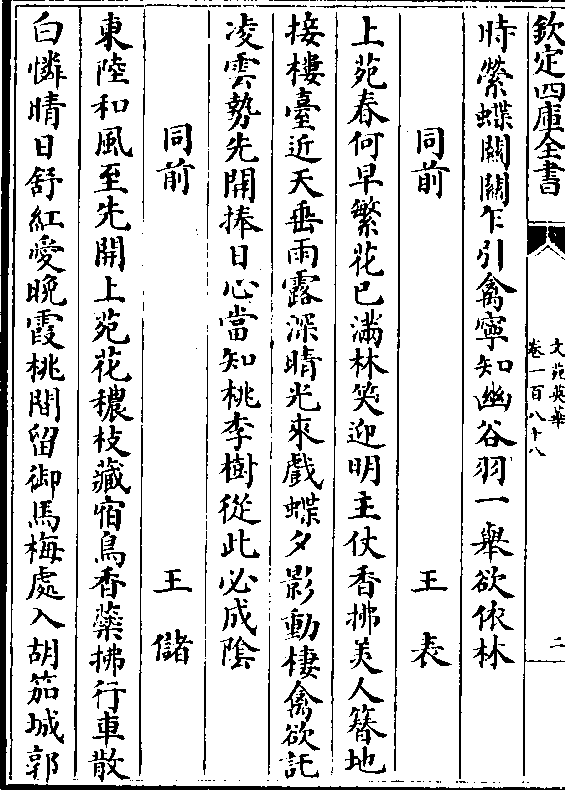 欽定四庫全書
文苑英華
卷一百八十八
二
時縈蝶關關乍引禽寧知幽谷羽一舉欲依林
同前
王表
上苑春何早繁花已滿林笑迎明主仗香拂美人簪地
接樓臺近天垂雨露深晴光來戲蝶夕影動棲禽欲託
凌雲勢先開捧日心當知桃李樹從此必成陰
同前
王儲
東陸和風至先開上苑花穠枝藏宿鳥香蘂拂行車散
白憐晴日舒紅愛晚霞桃間留御馬梅處入胡笳城郭